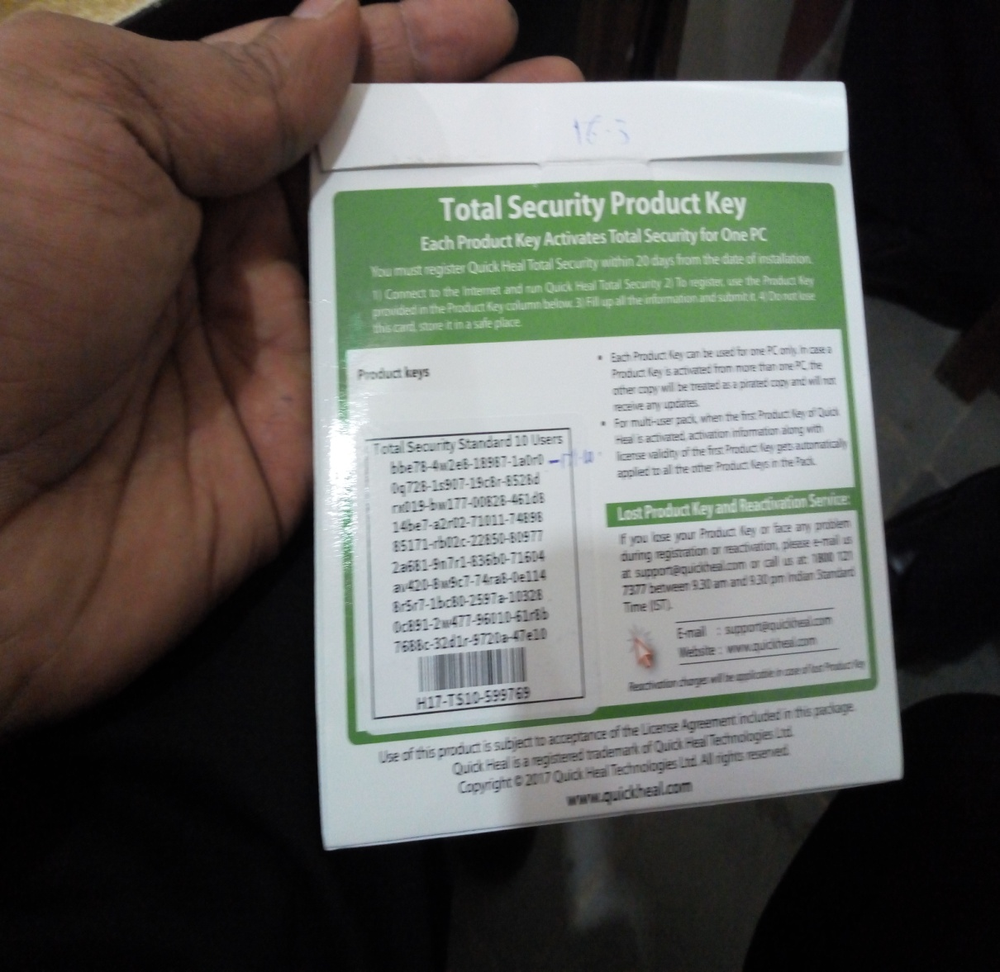 Total Security Product Key
Each Product Key Activates Total Security for One PC
You must register Quick Heal Total Security within 20 days from the date of installation.
1) Connect to the Internet and run Quick Heal Total Security 2) To register, use the Product Key
provided in the Product Key column below. 3) Fill up all the information and submit it. 4) Do not lose
this card, store it in a safe place.
Product keys
Total Security Standard 10 Users
bbe78-4w2e8-18987-1a0r0
0q728-1s907-19c8r-8528d
rx019-bw177-00828-461d8
14be7-a2r02-71011-74898
85171-rb02c-22850-80977
2a681-9n7r1-836b0-71604
av420-8w9c7-74ra8-0e114
8r5r7-1bc80-2597a-10328
0c891-2w477-96010-61r8b
7688c-32d1r-9720a-47e10
H17-TS10-599769
• Each Product Key can be used for one PC only. In case a
Product Key is activated from more than one PC, the
other copy will be treated as a pirated copy and will not
receive any updates.
• For multi-user pack, when the first Product Key of Quick
Heal is activated, activation information along with
license validity of the first Product Key gets automatically
applied to all the other Product Keys in the Pack.
Lost Product Key and Reactivation Service:
If you lose your Product Key or face any problem
during registration or reactivation, please e-mail us
at support@quickheal.com or call us at 1800 121
7377 between 9.30 am and 9.30 pm Indian Standard
Time (IST).
E-mail : support@quickheal.com
Website : www.quickheal.com
Reactivation charges will be applicable in case of lost Product Key
Use of this product is subject to acceptance of the License Agreement included in this package.
Quick Heal is a registered trademark of Quick Heal Technologies Ltd.
Copyright © 2017 Quick Heal Technologies Ltd. All rights reserved.
www.quickheal.com